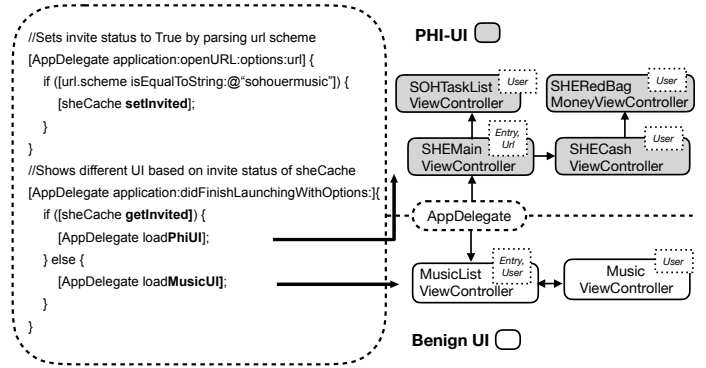 //Sets invite status to True by parsing url scheme
[AppDelegate application:openURL:options:url] {
if ([url.scheme isEqualToString:@“sohouermusic”]) {
[sheCache setInvited];
}
}
//Shows different UI based on invite status of sheCache
[AppDelegate application:didFinishLaunchingWithOptions:]{
if ([sheCache getInvited]) {
[AppDelegate loadPhiUI];
} else {
[AppDelegate loadMusicUI];
}
}
PHI-UI
SOHTaskList
ViewController
User
SHERedBag
MoneyViewController
User
SHEMain
ViewController
Entry,
Url
SHECash
ViewController
User
AppDelegate
MusicList
ViewController
Entry,
User
Music
ViewController
User
Benign UI